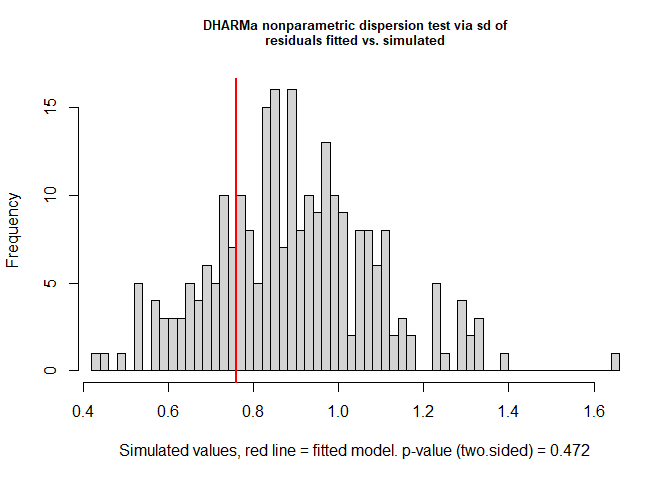 DHARMa nonparametric dispersion test via sd of
residuals fitted vs. simulated
Frequency
15
10
5
0
0.4 0.6 0.8 1.0 1.2 1.4 1.6
Simulated values, red line = fitted model. p-value (two.sided) = 0.472